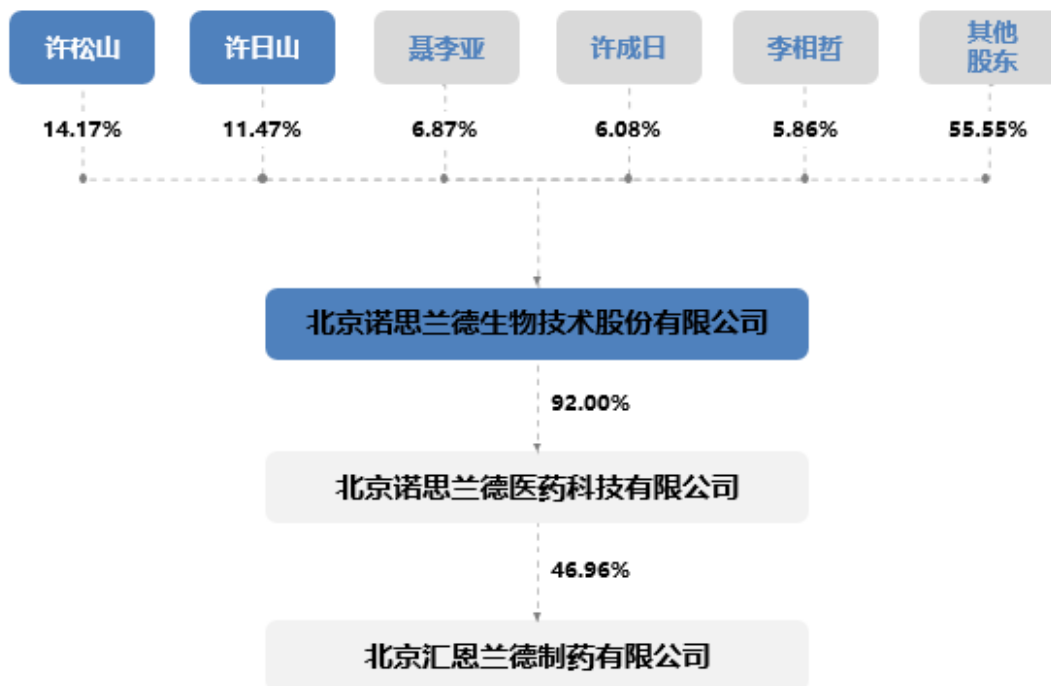 许松山
许日山
聂李亚
许成日
李相哲
其他
股东
14.17%
11.47%
6.87%
6.08%
5.86%
55.55%
北京诺思兰德生物技术股份有限公司
92.00%
北京诺思兰德医药科技有限公司
46.96%
北京汇恩兰德制药有限公司